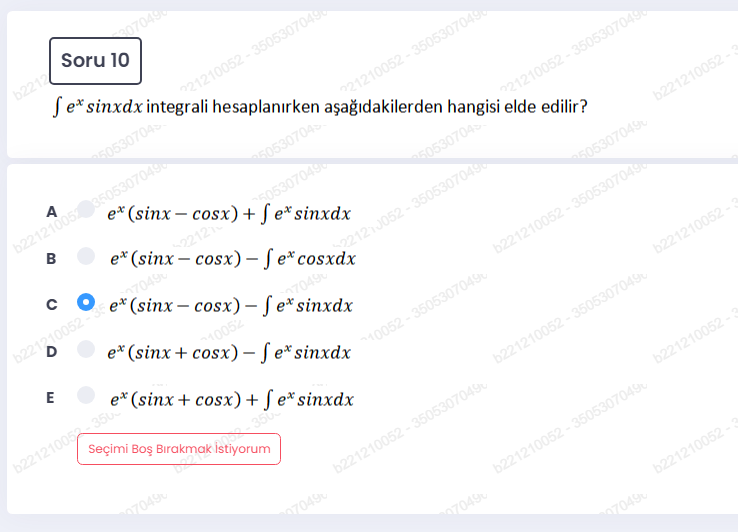 Soru 10
∫ eˣ sinxdx integrali hesaplanırken aşağıdakilerden hangisi elde edilir?
A eˣ (sinx − cosx) + ∫ eˣ sinxdx
B eˣ (sinx − cosx) − ∫ eˣ cosxdx
C eˣ (sinx − cosx) − ∫ eˣ sinxdx
D eˣ (sinx + cosx) − ∫ eˣ sinxdx
E eˣ (sinx + cosx) + ∫ eˣ sinxdx
Seçimi Boş Bırakmak İstiyorum